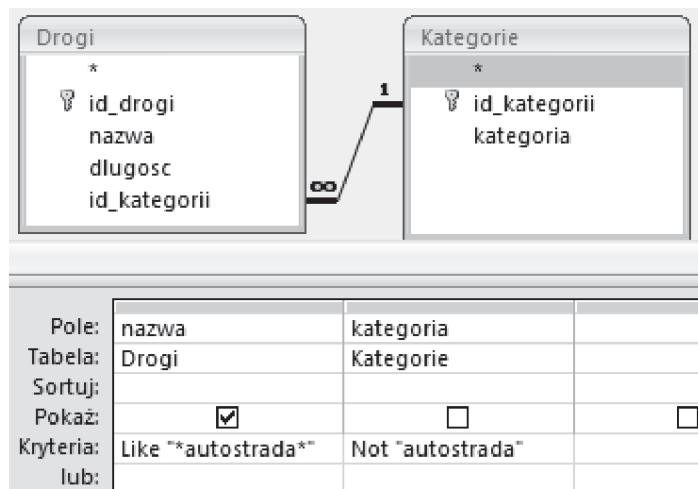 Drogi
*
id_drogi
nazwa
dlugosc
id_kategorii
Kategorie
*
id_kategorii
kategoria
1
∞
Pole: nazwa kategoria
Tabela: Drogi Kategorie
Sortuj:
Pokaż:
Kryteria: Like "*autostrada*" Not "autostrada"
lub: